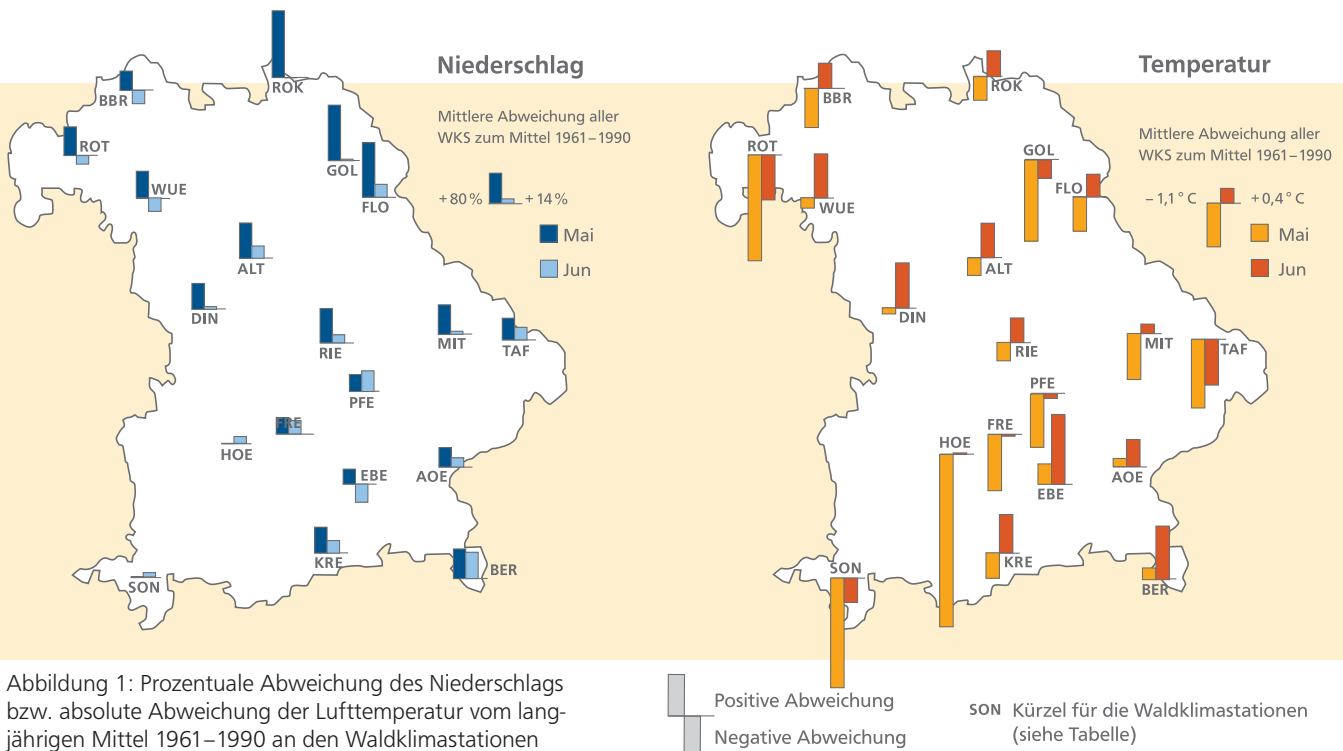 Niederschlag
Mittlere Abweichung aller
WKS zum Mittel 1961–1990
+80% +14%
Mai
Jun
ROK
BBR
ROT
GOL
WUE
FLO
ALT
DIN
RIE
MIT
TAF
PFE
FRE
HOE
AOE
EBE
KRE
BER
SON
Temperatur
Mittlere Abweichung aller
WKS zum Mittel 1961–1990
–1,1°C +0,4°C
Mai
Jun
ROK
BBR
ROT
GOL
FLO
WUE
ALT
DIN
RIE
MIT
TAF
PFE
FRE
HOE
AOE
EBE
KRE
SON
BER
Abbildung 1: Prozentuale Abweichung des Niederschlags
bzw. absolute Abweichung der Lufttemperatur vom lang-
jährigen Mittel 1961–1990 an den Waldklimastationen
Positive Abweichung
Negative Abweichung
SON Kürzel für die Waldklimastationen
(siehe Tabelle)